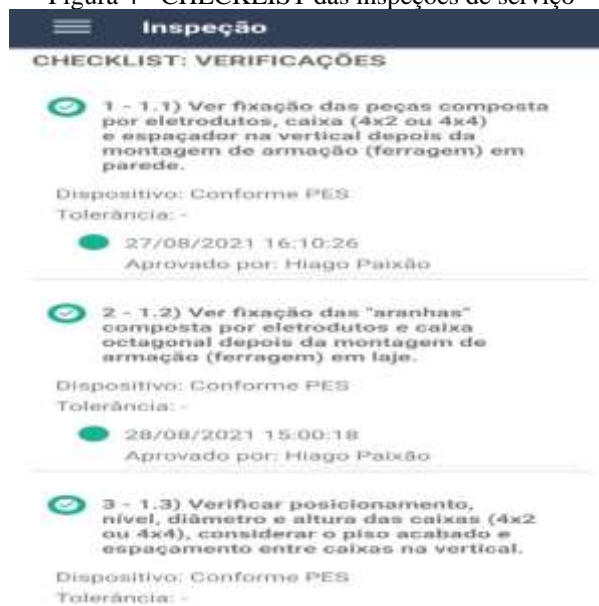 Figura 4 - CHECKLIST das inspeções de serviço
Inspeção
CHECKLIST: VERIFICAÇÕES
1 - 1.1) Ver fixação das peças composta
por eletrodutos, caixa (4x2 ou 4x4)
e espaçador na vertical depois da
montagem de armação (ferragem) em
parede.
Dispositivo: Conforme PES
Tolerância: -
27/08/2021 16:10:26
Aprovado por: Hiago Paixão
2 - 1.2) Ver fixação das "aranhas"
composta por eletrodutos e caixa
octagonal depois da montagem de
armação (ferragem) em laje.
Dispositivo: Conforme PES
Tolerância: -
28/08/2021 15:00:18
Aprovado por: Hiago Paixão
3 - 1.3) Verificar posicionamento,
nível, diâmetro e altura das caixas (4x2
ou 4x4), considerar o piso acabado e
espaçamento entre caixas na vertical.
Dispositivo: Conforme PES
Tolerância: -